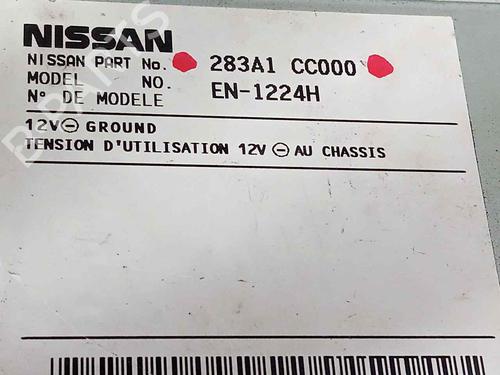 NISSAN
NISSAN PART No. 283A1 CC000
MODEL NO. EN-1224H
N° DE MODELE
12V⊖ GROUND
TENSION D'UTILISATION 12V ⊖ AU CHASSIS